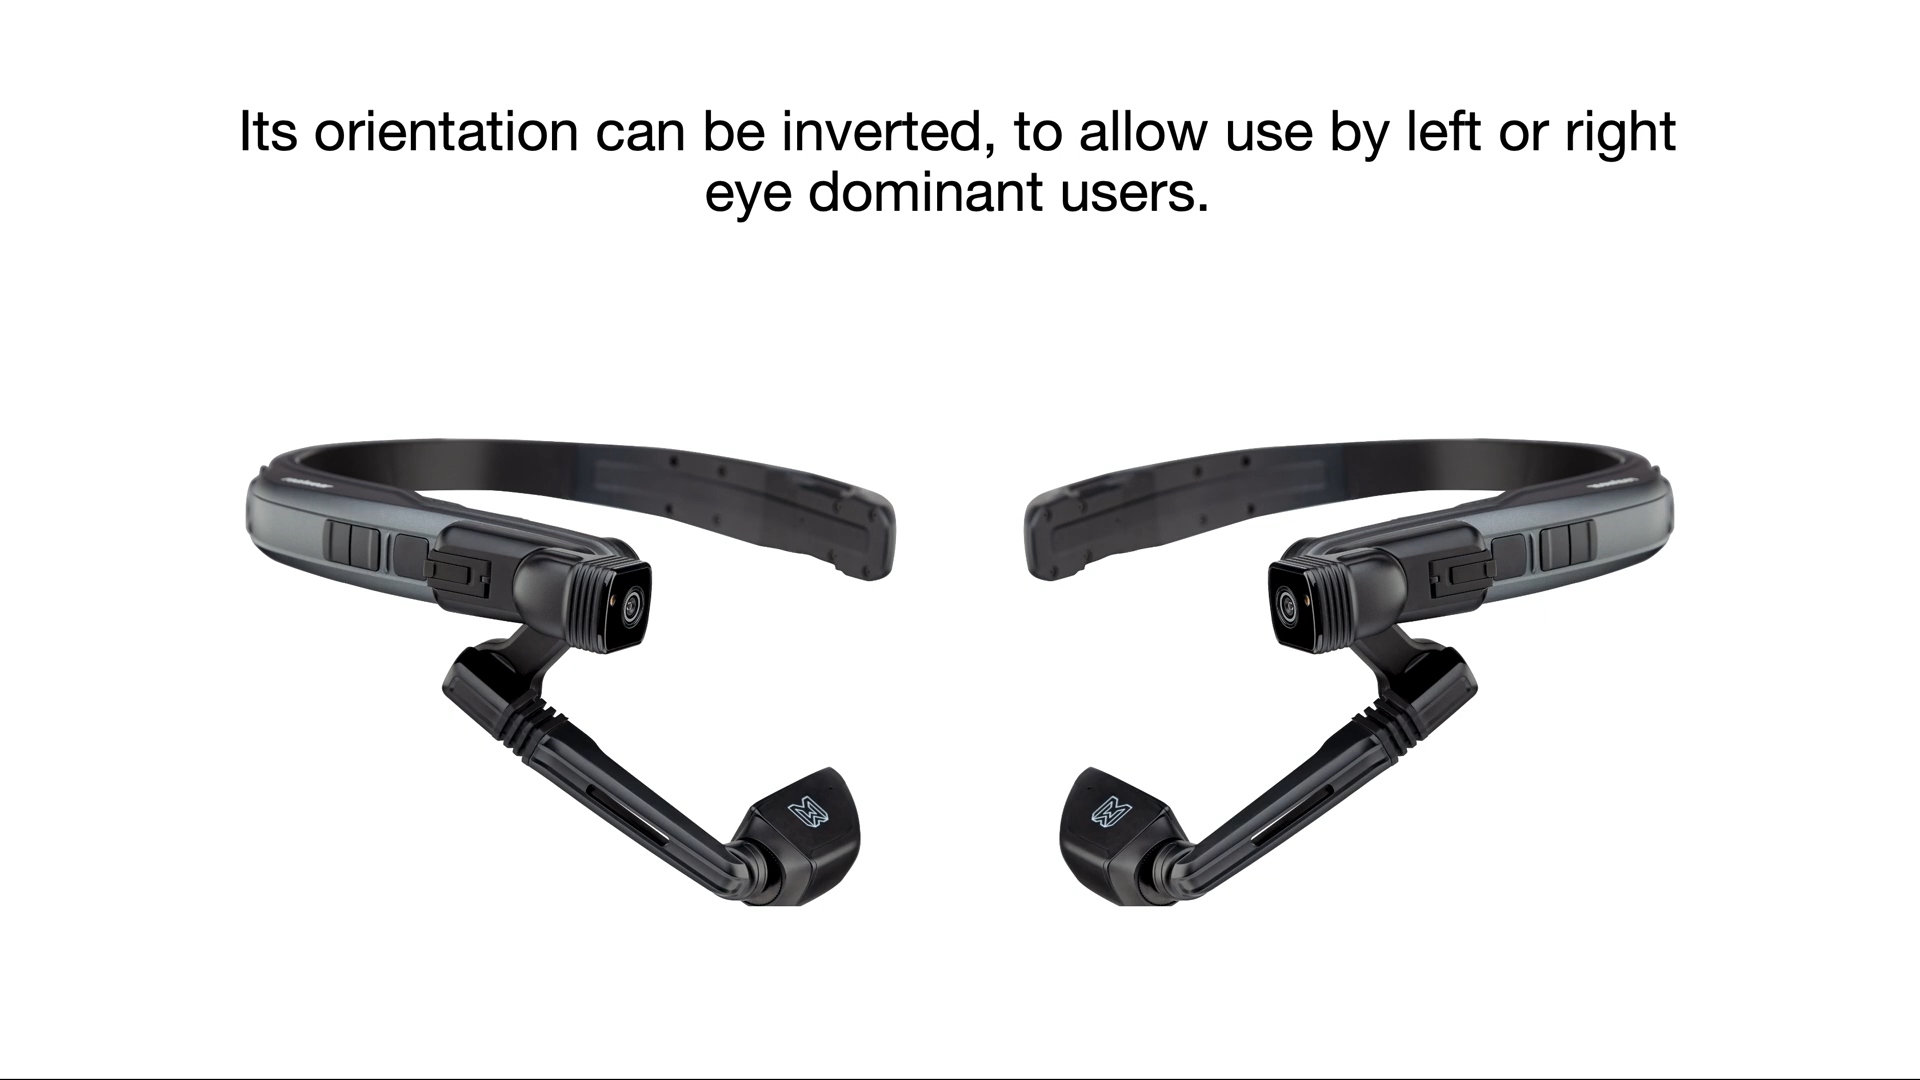 Its orientation can be inverted, to allow use by left or right
eye dominant users.